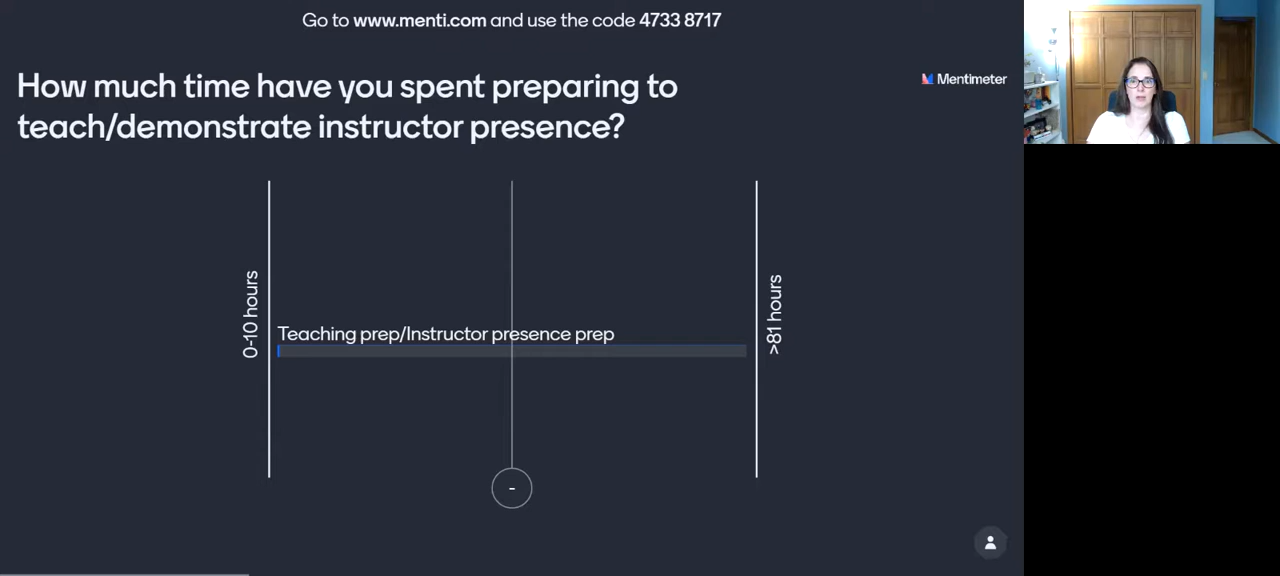 Go to www.menti.com and use the code 4733 8717
How much time have you spent preparing to
teach/demonstrate instructor presence?
Mentimeter
0-10 hours
Teaching prep/Instructor presence prep
>81 hours
-